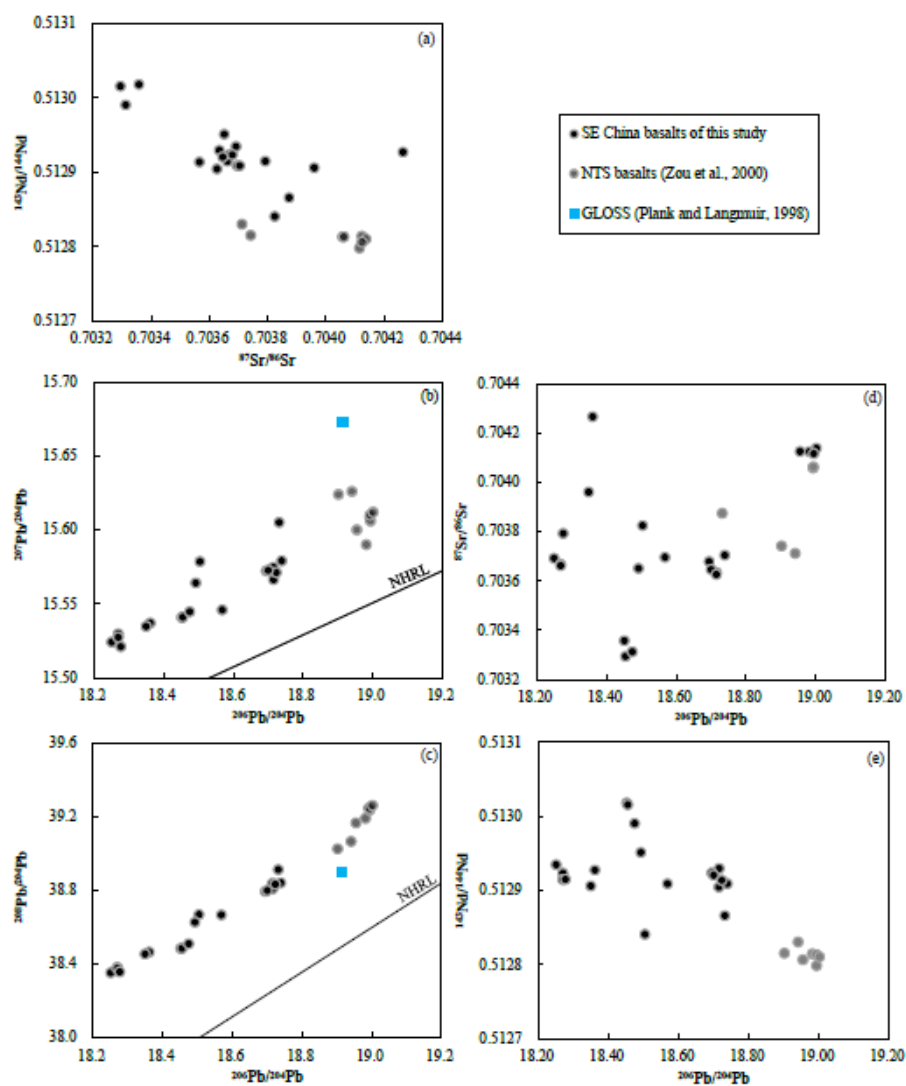 0.5131
0.5130
0.5129
0.5128
0.5127
¹⁴³Nd/¹⁴⁴Nd
(a)
0.7032
0.7034
0.7036
0.7038
0.7040
0.7042
0.7044
⁸⁷Sr/⁸⁶Sr
SE China basalts of this study
NTS basalts (Zou et al., 2000)
GLOSS (Plank and Langmuir, 1998)
15.70
15.65
15.60
15.55
15.50
²⁰⁷Pb/²⁰⁴Pb
(b)
NHRL
18.2
18.4
18.6
18.8
19.0
19.2
²⁰⁶Pb/²⁰⁴Pb
0.7044
0.7042
0.7040
0.7038
0.7036
0.7034
0.7032
⁸⁷Sr/⁸⁶Sr
(d)
18.20
18.40
18.60
18.80
19.00
19.20
²⁰⁶Pb/²⁰⁴Pb
39.6
39.2
38.8
38.4
38.0
²⁰⁸Pb/²⁰⁴Pb
(c)
NHRL
18.2
18.4
18.6
18.8
19.0
19.2
²⁰⁶Pb/²⁰⁴Pb
0.5131
0.5130
0.5129
0.5128
0.5127
¹⁴³Nd/¹⁴⁴Nd
(e)
18.20
18.40
18.60
18.80
19.00
19.20
²⁰⁶Pb/²⁰⁴Pb